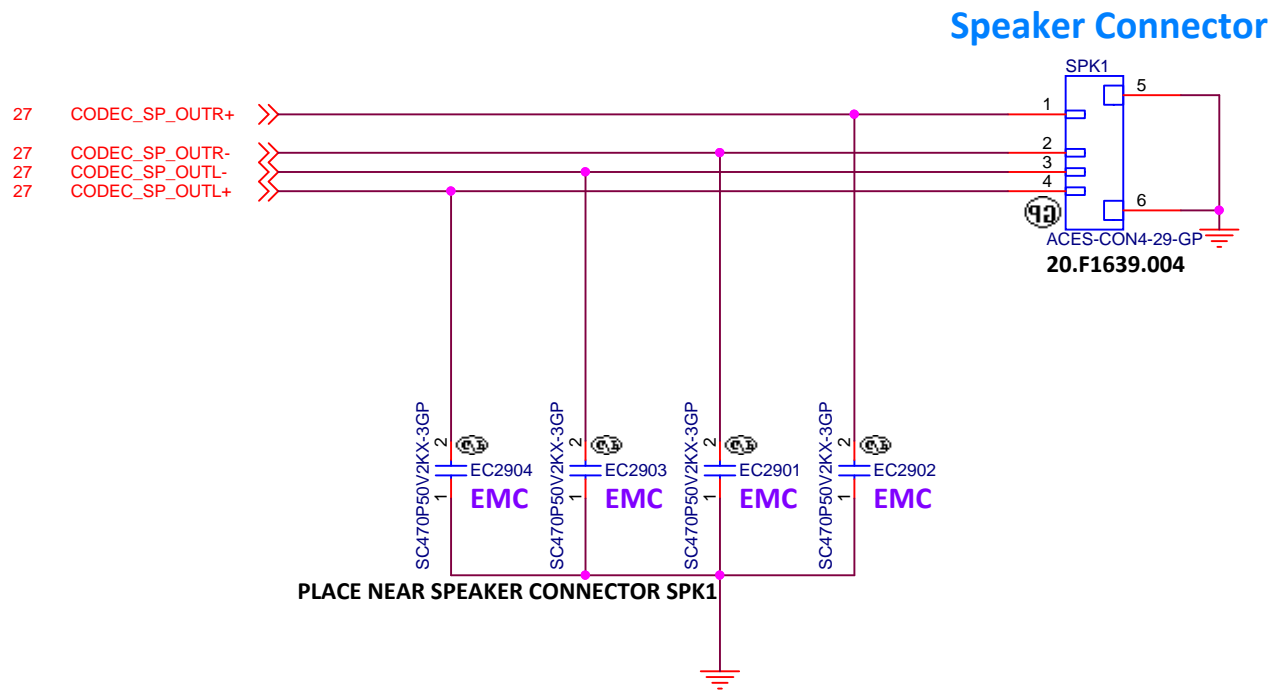 Speaker Connector
SPK1
27 CODEC_SP_OUTR+
27 CODEC_SP_OUTR-
27 CODEC_SP_OUTL-
27 CODEC_SP_OUTL+
1
2
3
4
5
6
GP
ACES-CON4-29-GP
20.F1639.004
SC470P50V2KX-3GP
2
1
EC2904
EMC
SC470P50V2KX-3GP
2
1
EC2903
EMC
SC470P50V2KX-3GP
2
1
EC2901
EMC
SC470P50V2KX-3GP
2
1
EC2902
EMC
PLACE NEAR SPEAKER CONNECTOR SPK1